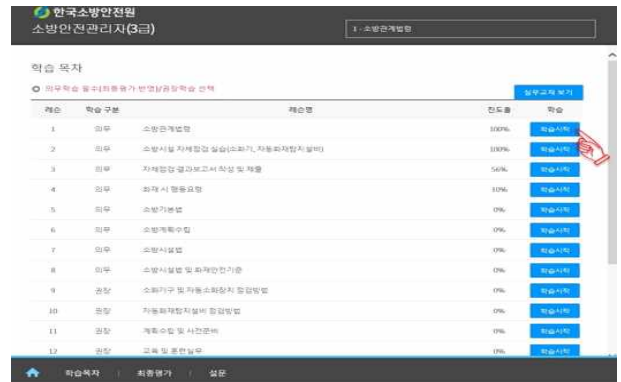 한국소방안전원
소방안전관리자(3급)
1 - 소방관계법령
학습 목차
의무학습 필수(최종평가 반영)/권장학습 선택
실무교재 보기
레슨 학습 구분 레슨명 진도율 학습
1 의무 소방관계법령 100% 학습시작
2 의무 소방시설 자체점검 실습(소화기, 자동화재탐지설비) 100% 학습시작
3 의무 자체점검 결과보고서 작성 및 제출 56% 학습시작
4 의무 화재 시 행동요령 10% 학습시작
5 의무 소방기본법 0% 학습시작
6 의무 소방계획수립 0% 학습시작
7 의무 소방시설법 0% 학습시작
8 의무 소방시설법 및 화재안전기준 0% 학습시작
9 권장 소화기구 및 자동소화장치 점검방법 0% 학습시작
10 권장 자동화재탐지설비 점검방법 0% 학습시작
11 권장 계획수립 및 사전준비 0% 학습시작
12 권장 교육 및 훈련실무 0% 학습시작
학습목차 | 최종평가 | 설문